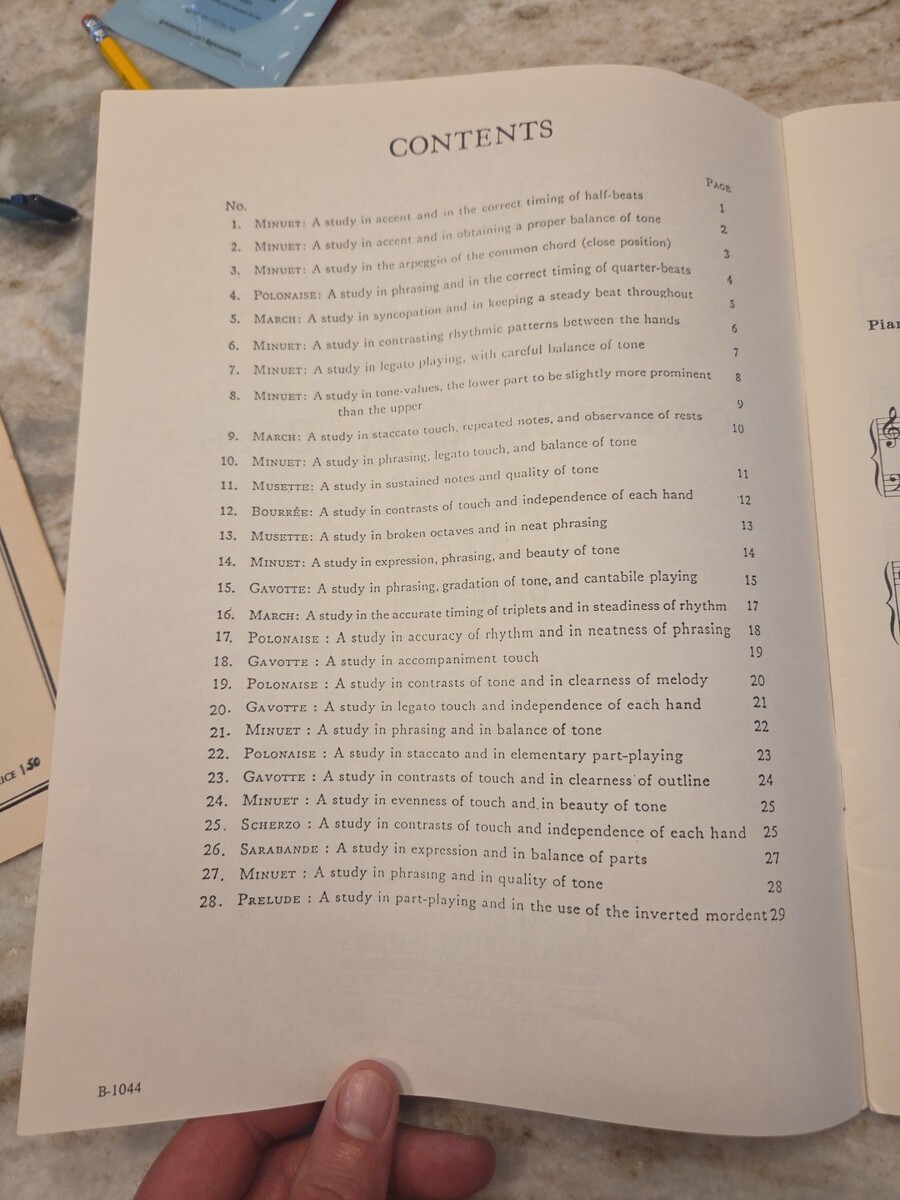 CONTENTS
No.
PAGE
1. MINUET: A study in accent and in the correct timing of half-beats 1
2. MINUET: A study in accent and in obtaining a proper balance of tone 2
3. MINUET: A study in the arpeggio of the common chord (close position) 3
4. POLONAISE: A study in phrasing and in the correct timing of quarter-beats 4
5. MARCH: A study in syncopation and in keeping a steady beat throughout 5
6. MINUET: A study in contrasting rhythmic patterns between the hands 6
7. MINUET: A study in legato playing, with careful balance of tone 7
8. MINUET: A study in tone-values, the lower part to be slightly more prominent 8
than the upper
9. MARCH: A study in staccato touch, repeated notes, and observance of rests 9
10. MINUET: A study in phrasing, legato touch, and balance of tone 10
11. MUSETTE: A study in sustained notes and quality of tone 11
12. BOURRÉE: A study in contrasts of touch and independence of each hand 12
13. MUSETTE: A study in broken octaves and in neat phrasing 13
14. MINUET: A study in expression, phrasing, and beauty of tone 14
15. GAVOTTE: A study in phrasing, gradation of tone, and cantabile playing 15
16. MARCH: A study in the accurate timing of triplets and in steadiness of rhythm 17
17. POLONAISE : A study in accuracy of rhythm and in neatness of phrasing 18
18. GAVOTTE : A study in accompaniment touch 19
19. POLONAISE : A study in contrasts of tone and in clearness of melody 20
20. GAVOTTE : A study in legato touch and independence of each hand 21
21. MINUET : A study in phrasing and in balance of tone 22
22. POLONAISE : A study in staccato and in elementary part-playing 23
23. GAVOTTE : A study in contrasts of touch and in clearness of outline 24
24. MINUET : A study in evenness of touch and in beauty of tone 25
25. SCHERZO : A study in contrasts of touch and independence of each hand 25
26. SARABANDE : A study in expression and in balance of parts 27
27. MINUET : A study in phrasing and in quality of tone 28
28. PRELUDE : A study in part-playing and in the use of the inverted mordent 29
B-1044
1.50